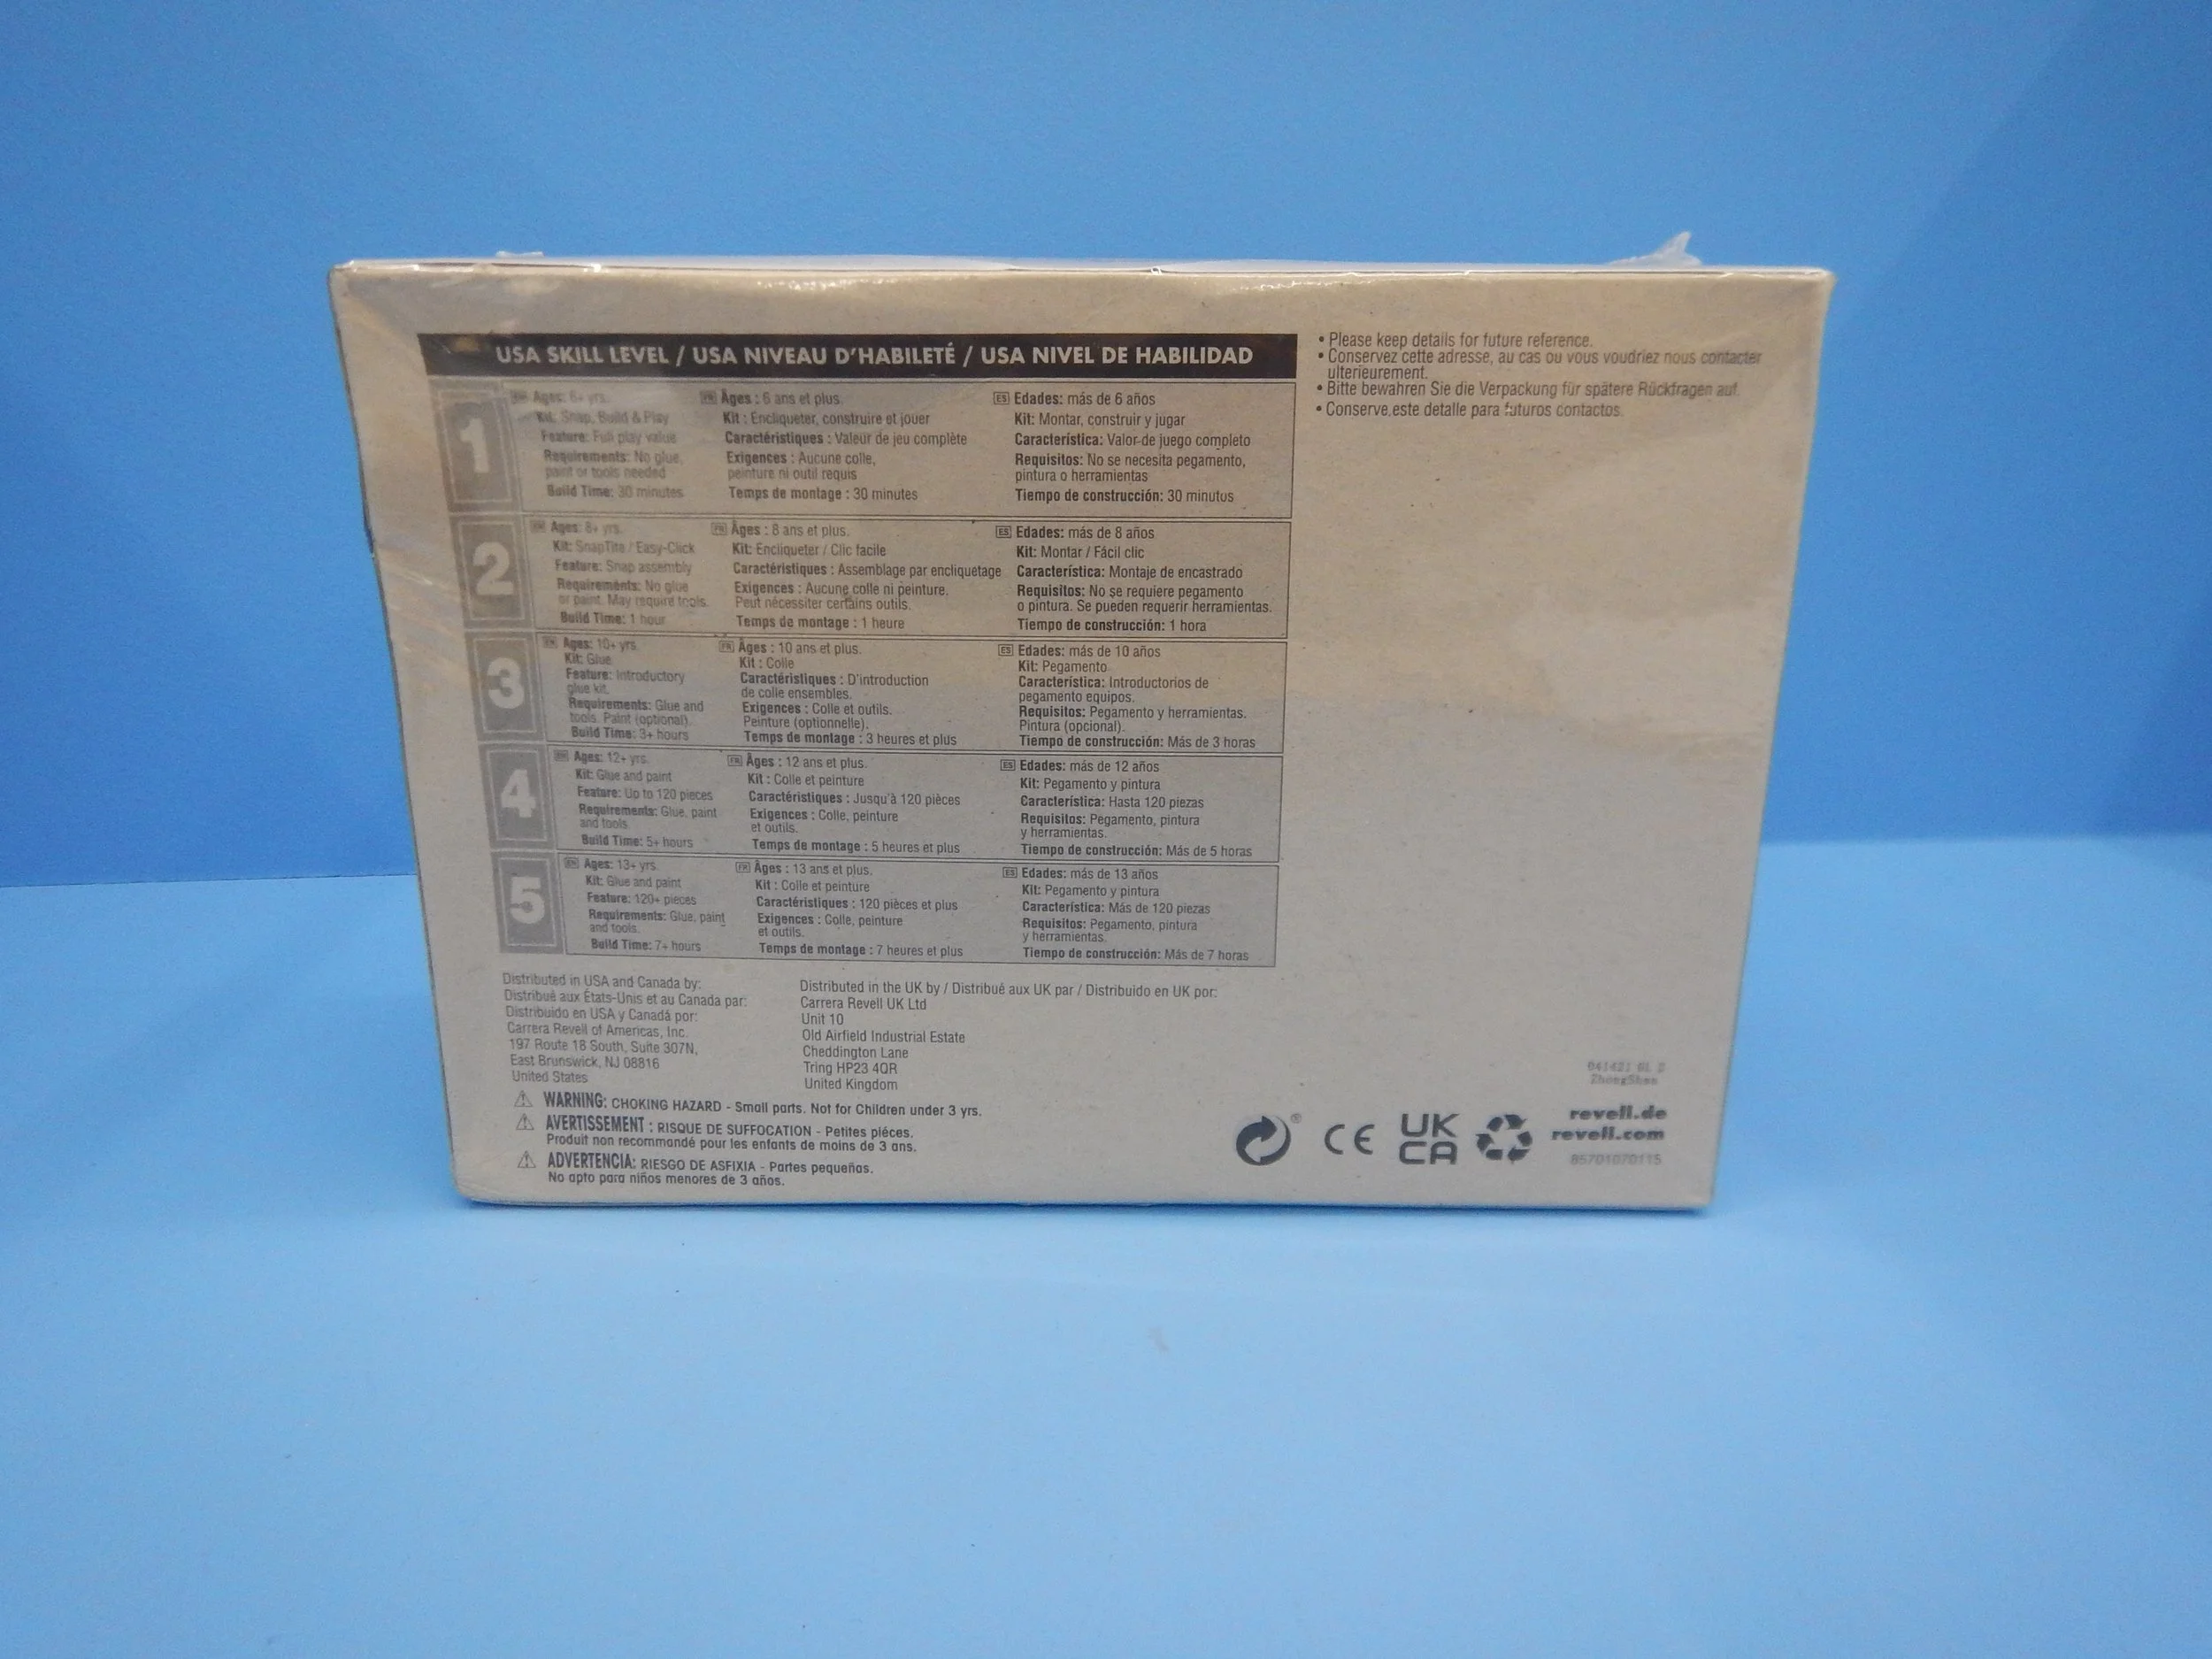 USA SKILL LEVEL / USA NIVEAU D'HABILETÉ / USA NIVEL DE HABILIDAD
1
EN Ages: 6+ yrs.
Kit: Snap, Build & Play
Feature: Full play value
Requirements: No glue,
paint or tools needed
Build Time: 30 minutes
FR Âges : 6 ans et plus.
Kit : Encliqueter, construire et jouer
Caractéristiques : Valeur de jeu complète
Exigences : Aucune colle,
peinture ni outil requis
Temps de montage : 30 minutes
ES Edades: más de 6 años
Kit: Montar, construir y jugar
Característica: Valor de juego completo
Requisitos: No se necesita pegamento,
pintura o herramientas
Tiempo de construcción: 30 minutos
2
EN Ages: 8+ yrs.
Kit: SnapTite / Easy-Click
Feature: Snap assembly
Requirements: No glue
or paint. May require tools.
Build Time: 1 hour
FR Âges : 8 ans et plus.
Kit: Encliqueter / Clic facile
Caractéristiques : Assemblage par encliquetage
Exigences : Aucune colle ni peinture.
Peut nécessiter certains outils.
Temps de montage : 1 heure
ES Edades: más de 8 años
Kit: Montar / Fácil clic
Característica: Montaje de encastrado
Requisitos: No se requiere pegamento
o pintura. Se pueden requerir herramientas.
Tiempo de construcción: 1 hora
3
EN Ages: 10+ yrs.
Kit: Glue
Feature: Introductory
glue kit.
Requirements: Glue and
tools. Paint (optional).
Build Time: 3+ hours
FR Âges : 10 ans et plus.
Kit : Colle
Caractéristiques : D'introduction
de colle ensembles.
Exigences : Colle et outils.
Peinture (optionnelle).
Temps de montage : 3 heures et plus
ES Edades: más de 10 años
Kit: Pegamento
Característica: Introductorios de
pegamento equipos.
Requisitos: Pegamento y herramientas.
Pintura (opcional).
Tiempo de construcción: Más de 3 horas
4
EN Ages: 12+ yrs.
Kit: Glue and paint
Feature: Up to 120 pieces
Requirements: Glue, paint
and tools.
Build Time: 5+ hours
FR Âges : 12 ans et plus.
Kit : Colle et peinture
Caractéristiques : Jusqu'à 120 pièces
Exigences : Colle, peinture
et outils.
Temps de montage : 5 heures et plus
ES Edades: más de 12 años
Kit: Pegamento y pintura
Característica: Hasta 120 piezas
Requisitos: Pegamento, pintura
y herramientas.
Tiempo de construcción: Más de 5 horas
5
EN Ages: 13+ yrs.
Kit: Glue and paint
Feature: 120+ pieces
Requirements: Glue, paint
and tools.
Build Time: 7+ hours
FR Âges : 13 ans et plus.
Kit : Colle et peinture
Caractéristiques : 120 pièces et plus
Exigences : Colle, peinture
et outils.
Temps de montage : 7 heures et plus
ES Edades: más de 13 años
Kit: Pegamento y pintura
Característica: Más de 120 piezas
Requisitos: Pegamento, pintura
y herramientas.
Tiempo de construcción: Más de 7 horas
• Please keep details for future reference.
• Conservez cette adresse, au cas ou vous voudriez nous contacter
ulterieurement.
• Bitte bewahren Sie die Verpackung für spätere Rückfragen auf.
• Conserve este detalle para futuros contactos.
Distributed in USA and Canada by:
Distribué aux États-Unis et au Canada par:
Distribuido en USA y Canadá por:
Carrera Revell of Americas, Inc.
197 Route 18 South, Suite 307N,
East Brunswick, NJ 08816
United States
Distributed in the UK by / Distribué aux UK par / Distribuido en UK por:
Carrera Revell UK Ltd
Unit 10
Old Airfield Industrial Estate
Cheddington Lane
Tring HP23 4QR
United Kingdom
WARNING: CHOKING HAZARD - Small parts. Not for Children under 3 yrs.
AVERTISSEMENT : RISQUE DE SUFFOCATION - Petites piéces.
Produit non recommandé pour les enfants de moins de 3 ans.
ADVERTENCIA: RIESGO DE ASFIXIA - Partes pequeñas.
No apto para niños menores de 3 años.
CE
UK
CA
ZhongShan
revell.de
revell.com
85701070115